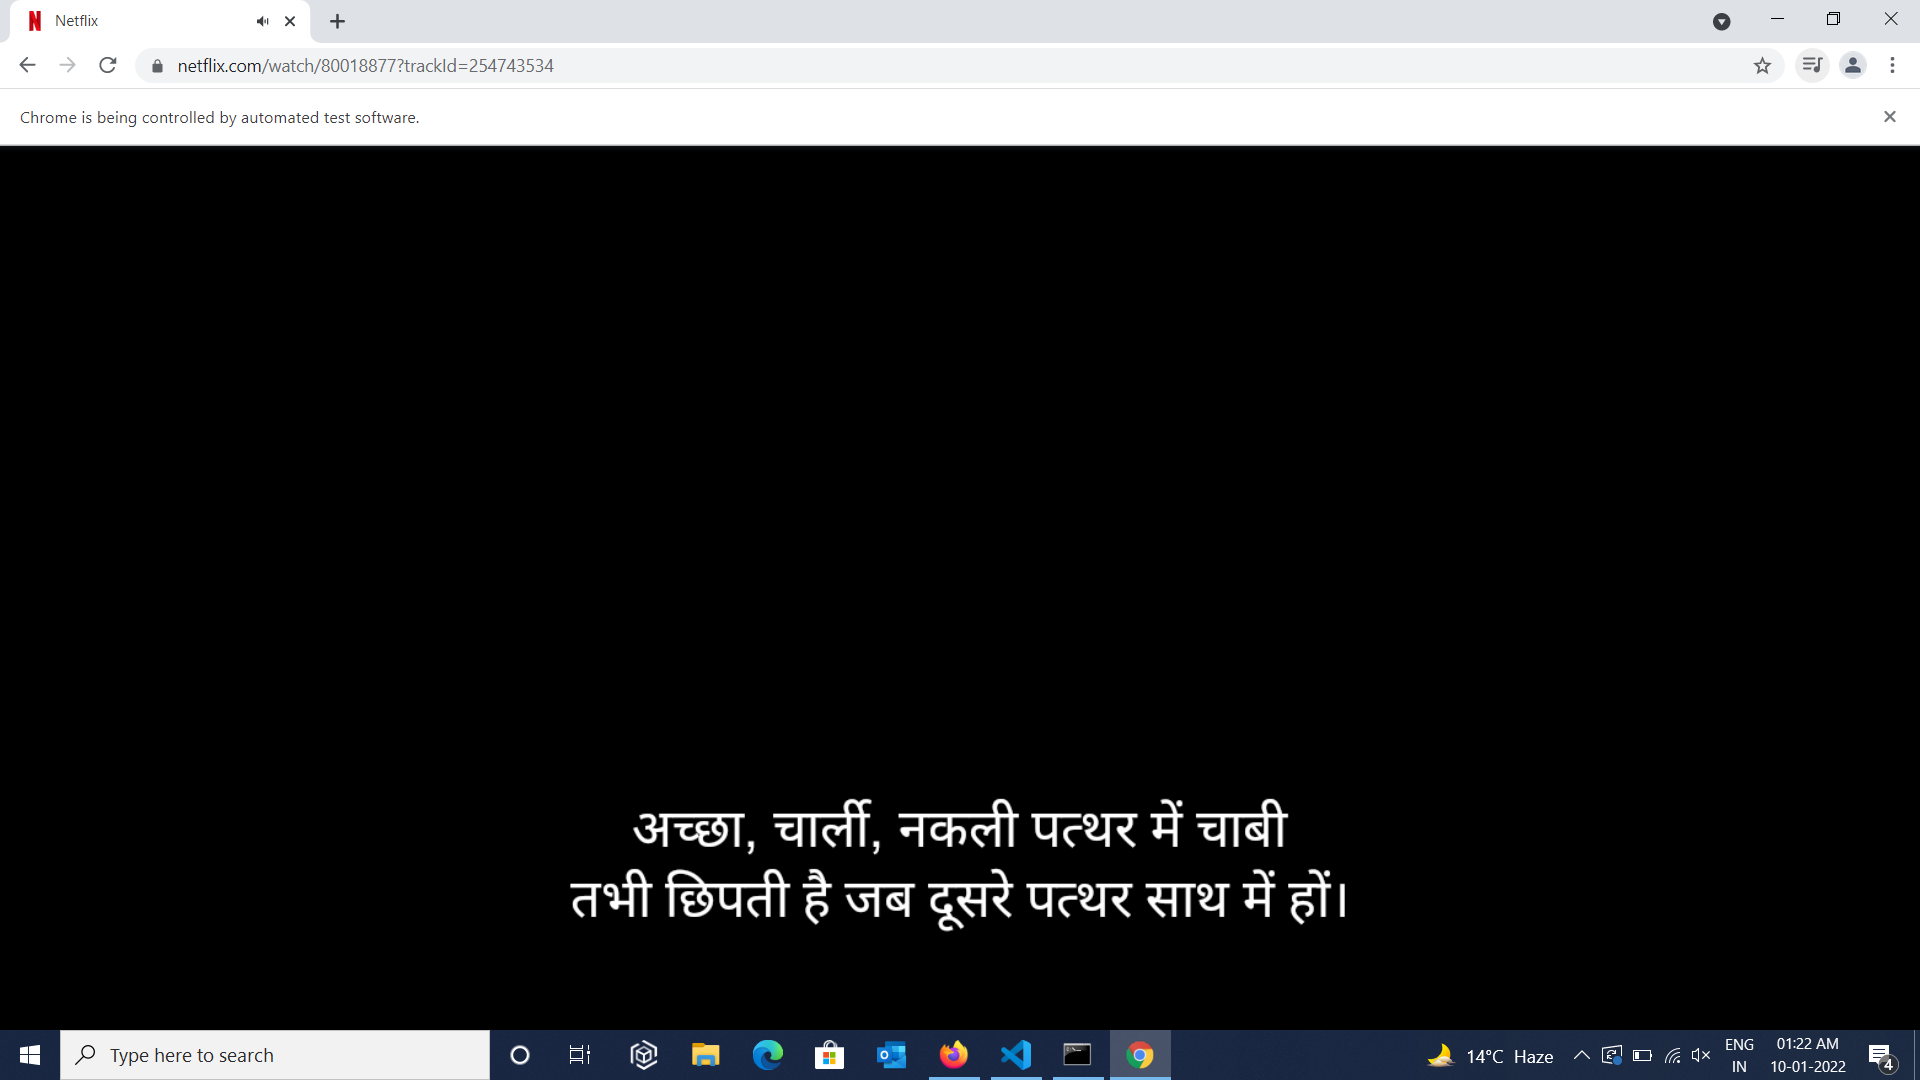 Netflix
netflix.com/watch/80018877?trackId=254743534
Chrome is being controlled by automated test software.
अच्छा, चार्ली, नकली पत्थर में चाबी
तभी छिपती है जब दूसरे पत्थर साथ में हों।
Type here to search
14°C Haze
ENG
IN
01:22 AM
10-01-2022
4